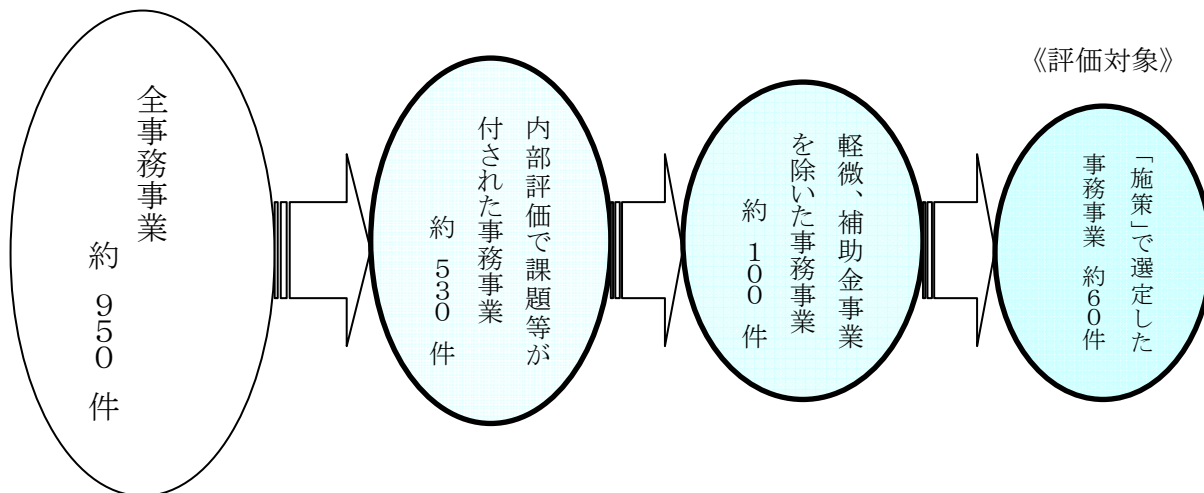 《評価対象》
全事務事業
約 ９５０ 件
内部評価で課題等が
付された事務事業
約 ５３０ 件
軽微、補助金事業
を除いた事務事業
約 １００ 件
「施策」で選定した
事務事業 約６０件